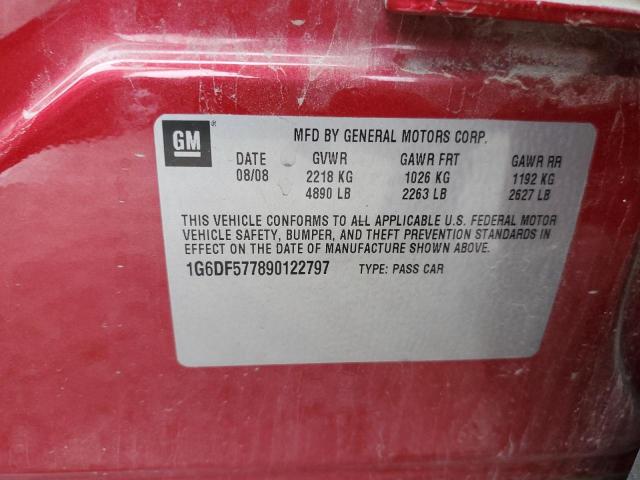 GM ® MFD BY GENERAL MOTORS CORP.
DATE GVWR GAWR FRT GAWR RR
08/08 2218 KG 1026 KG 1192 KG
4890 LB 2263 LB 2627 LB
THIS VEHICLE CONFORMS TO ALL APPLICABLE U.S. FEDERAL MOTOR
VEHICLE SAFETY, BUMPER, AND THEFT PREVENTION STANDARDS IN
EFFECT ON THE DATE OF MANUFACTURE SHOWN ABOVE.
1G6DF577890122797 TYPE: PASS CAR